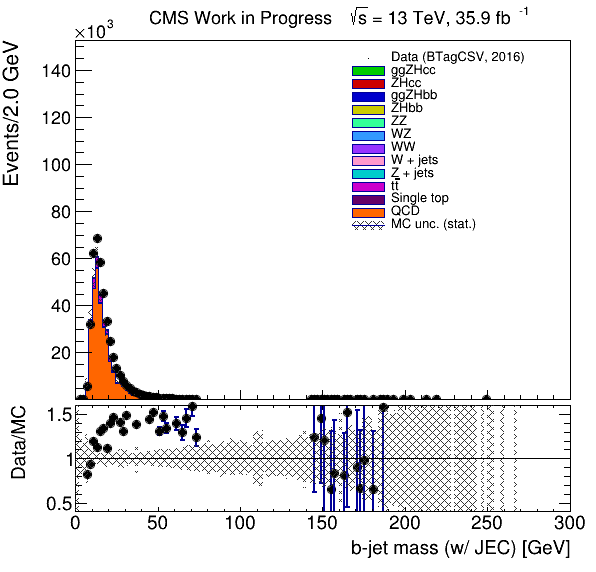 CMS Work in Progress √s = 13 TeV, 35.9 fb⁻¹
×10³
Events/2.0 GeV
140
120
100
80
60
40
20
Data (BTagCSV, 2016)
ggZHcc
ZHcc
ggZHbb
ZHbb
ZZ
WZ
WW
W + jets
Z + jets
tt̅
Single top
QCD
MC unc. (stat.)
Data/MC
1.5
1
0.5
0 50 100 150 200 250 300
b-jet mass (w/ JEC) [GeV]